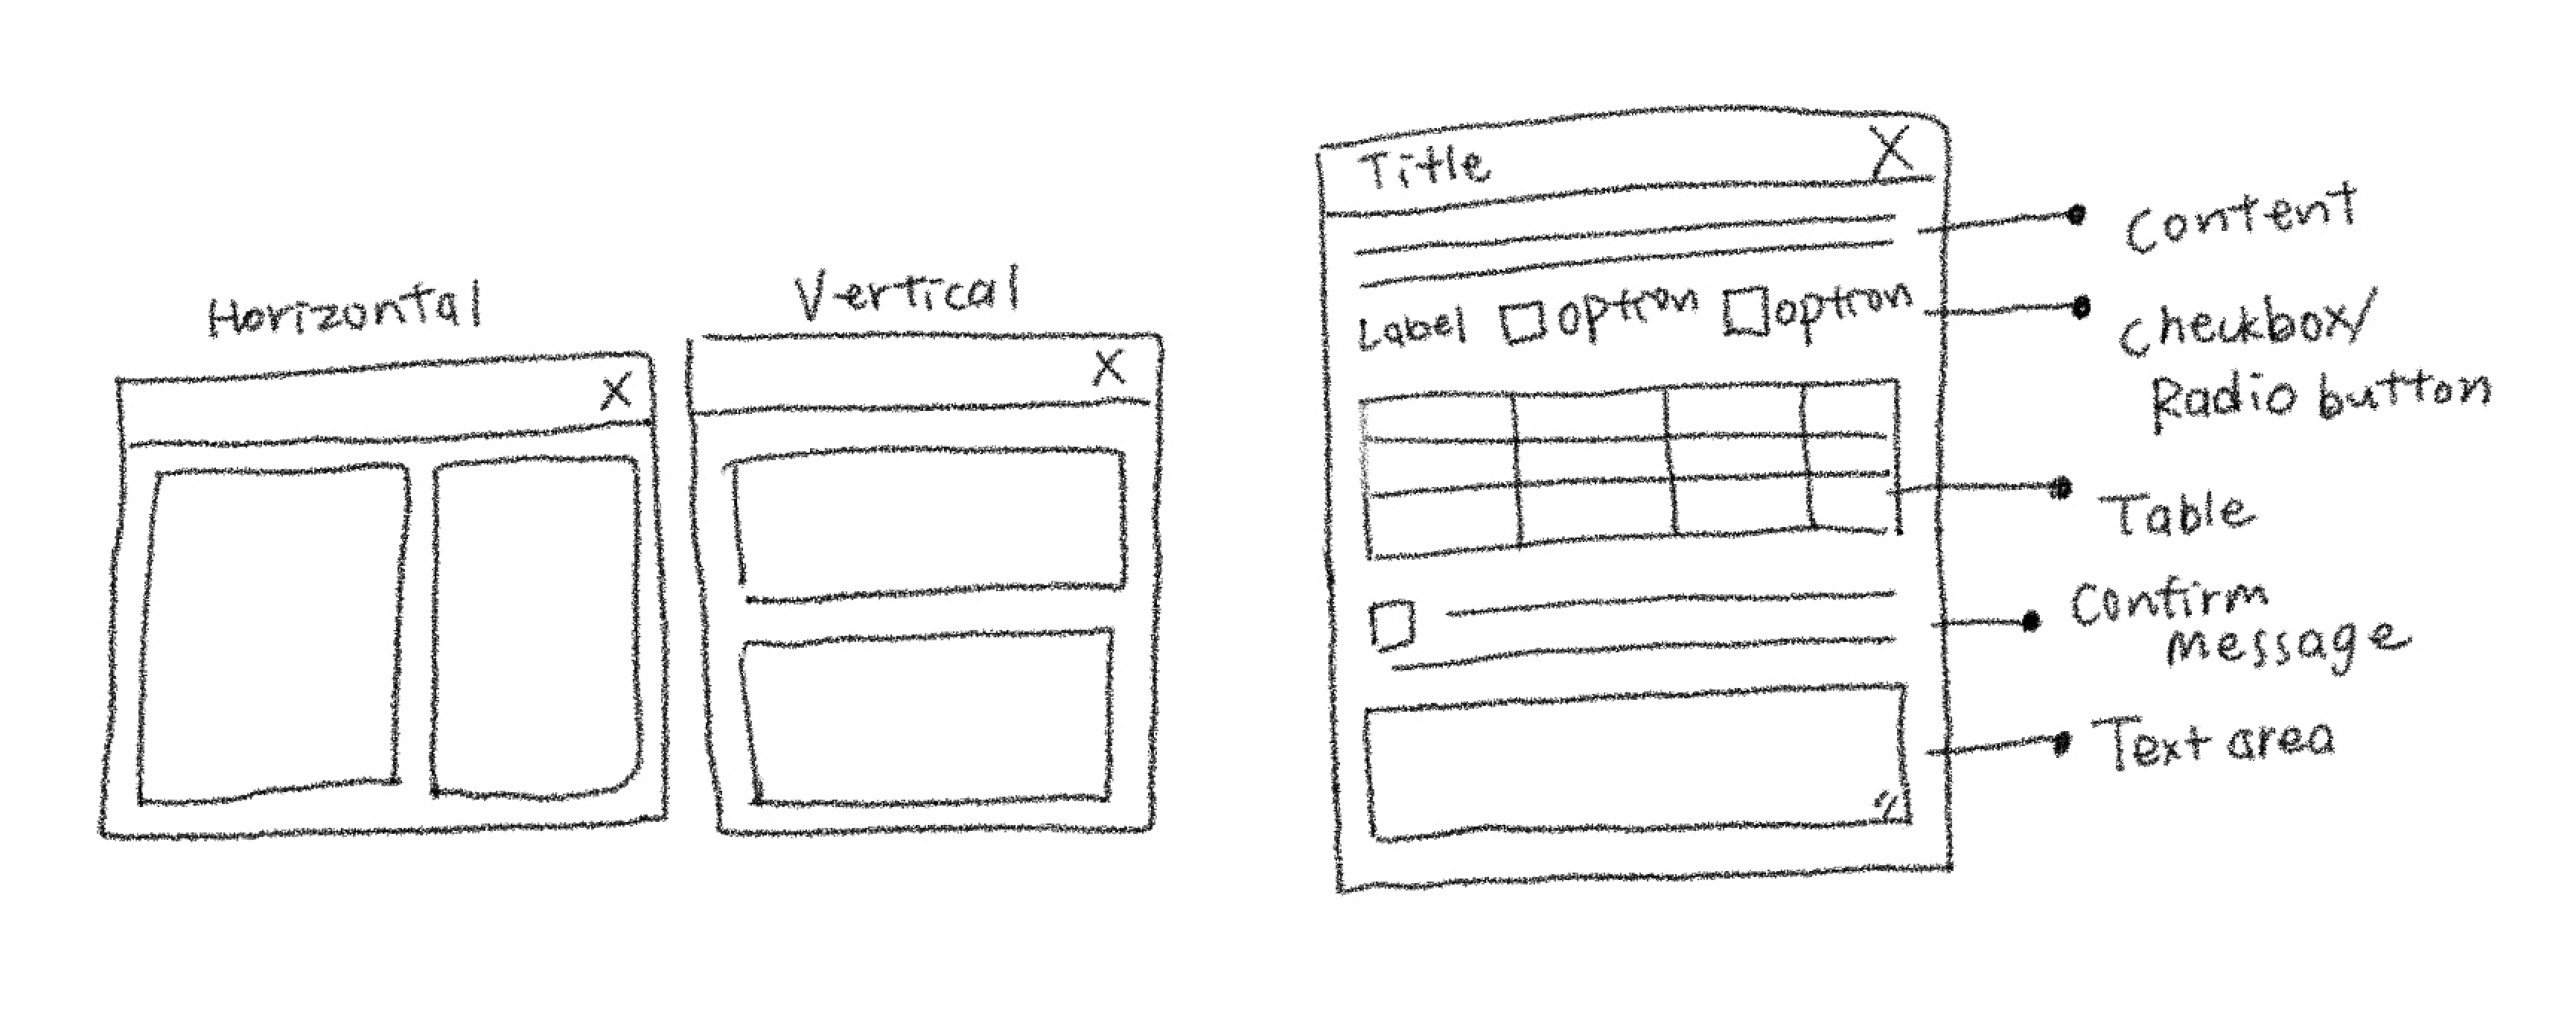 Horizontal
X
Vertical
X
Title X
Content
Label option option
Checkbox/
Radio button
Table
Confirm
message
Text area